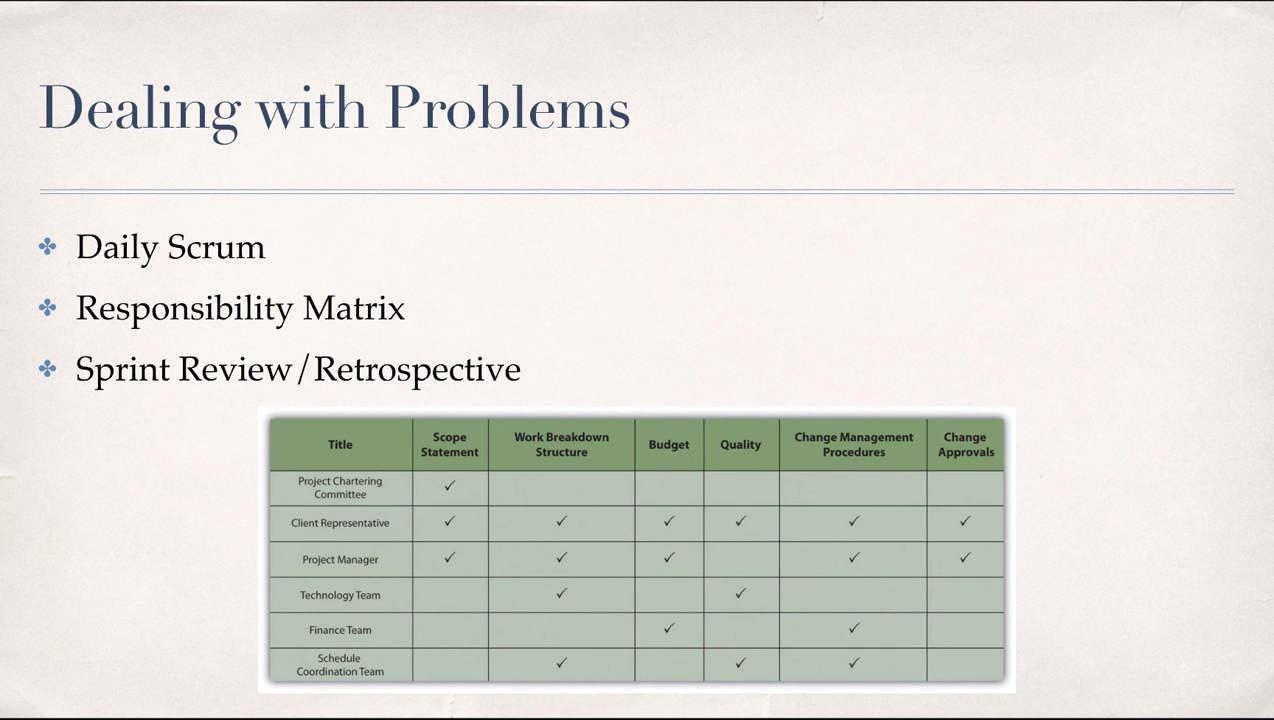 Dealing with Problems
Daily Scrum
Responsibility Matrix
Sprint Review/Retrospective
Title Scope Statement Work Breakdown Structure Budget Quality Change Management Procedures Change Approvals
Project Chartering Committee ✓
Client Representative ✓ ✓ ✓ ✓ ✓ ✓
Project Manager ✓ ✓ ✓ ✓ ✓
Technology Team ✓ ✓
Finance Team ✓ ✓
Schedule Coordination Team ✓ ✓ ✓